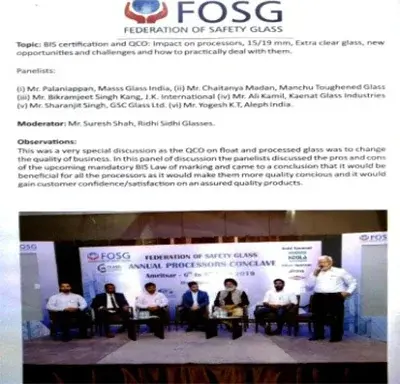 FOSG
FEDERATION OF SAFETY GLASS
Topic: BIS certification and QCO: Impact on processors, 15/19 mm, Extra clear glass, new
opportunities and challenges and how to practically deal with them.
Panelists:
(i) Mr. Palaniappan, Masss Glass India, (ii) Mr. Chaitanya Madan, Manchu Toughened Glass
(iii) Mr. Bikramjeet Singh Kang, J.K. International (iv) Mr. Ali Kamil, Kaenat Glass Industries
(v) Mr. Sharanjit Singh, GSC Glass Ltd. (vi) Mr. Yogesh K.T, Aleph India.
Moderator: Mr. Suresh Shah, Ridhi Sidhi Glasses.
Observations:
This was a very special discussion as the QCO on float and processed glass was to change
the quality of business. In this panel of discussion the panelists discussed the pros and cons
of the upcoming mandatory BIS Law of marking and came to a conclusion that it would be
beneficial for all the processors as it would make them more quality concious and it would
gain customer confidence/satisfaction on an assured quality products.
FOSG
FOSG
FEDERATION OF SAFETY GLASS
ANNUAL PROCESSORS CONCLAVE
Amritsar - 6th 2019